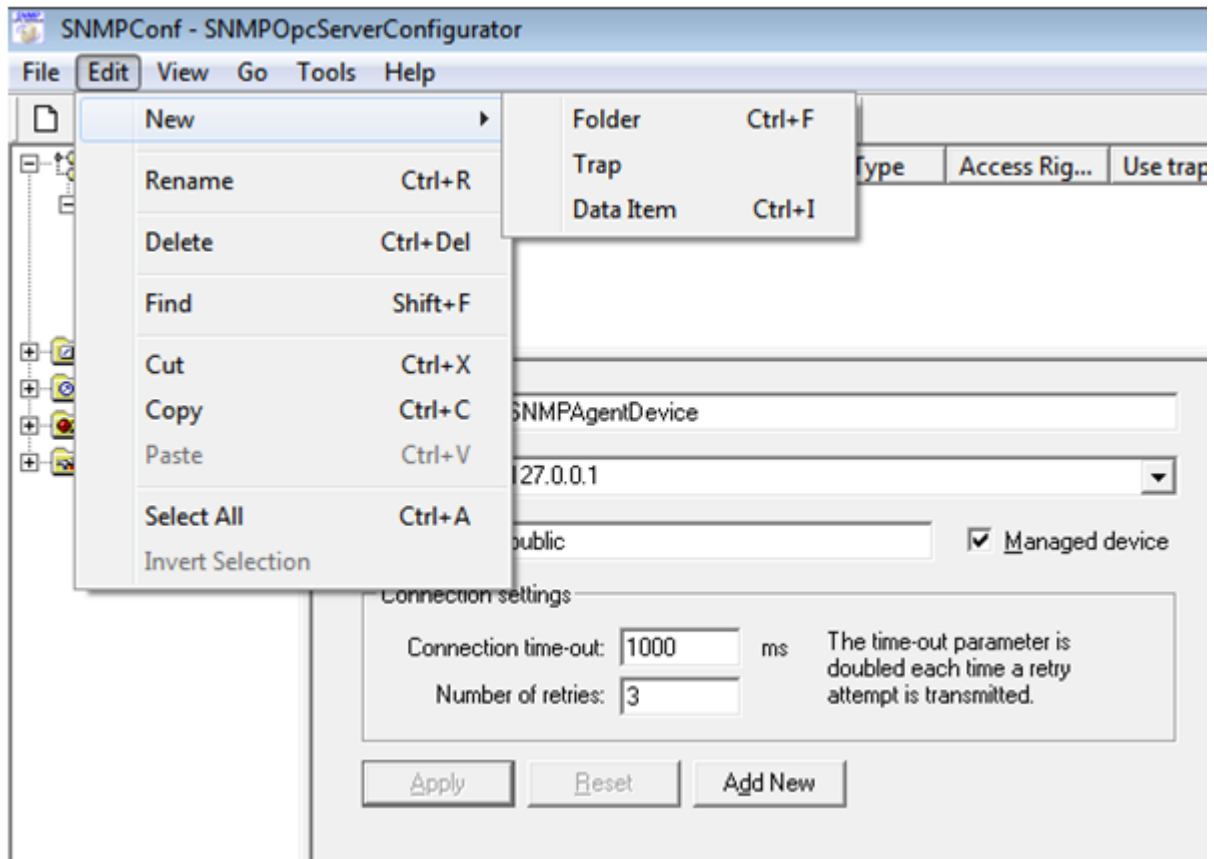 SNMPConf - SNMPOpcServerConfigurator
File Edit View Go Tools Help
New
Folder Ctrl+F
Trap
Data Item Ctrl+I
Rename Ctrl+R
Delete Ctrl+Del
Find Shift+F
Cut Ctrl+X
Copy Ctrl+C
Paste Ctrl+V
Select All Ctrl+A
Invert Selection
Type Access Rig... Use trap
SNMPAgentDevice
127.0.0.1
public Managed device
Connection settings
Connection time-out: 1000 ms
Number of retries: 3
The time-out parameter is
doubled each time a retry
attempt is transmitted.
Apply Reset Add New